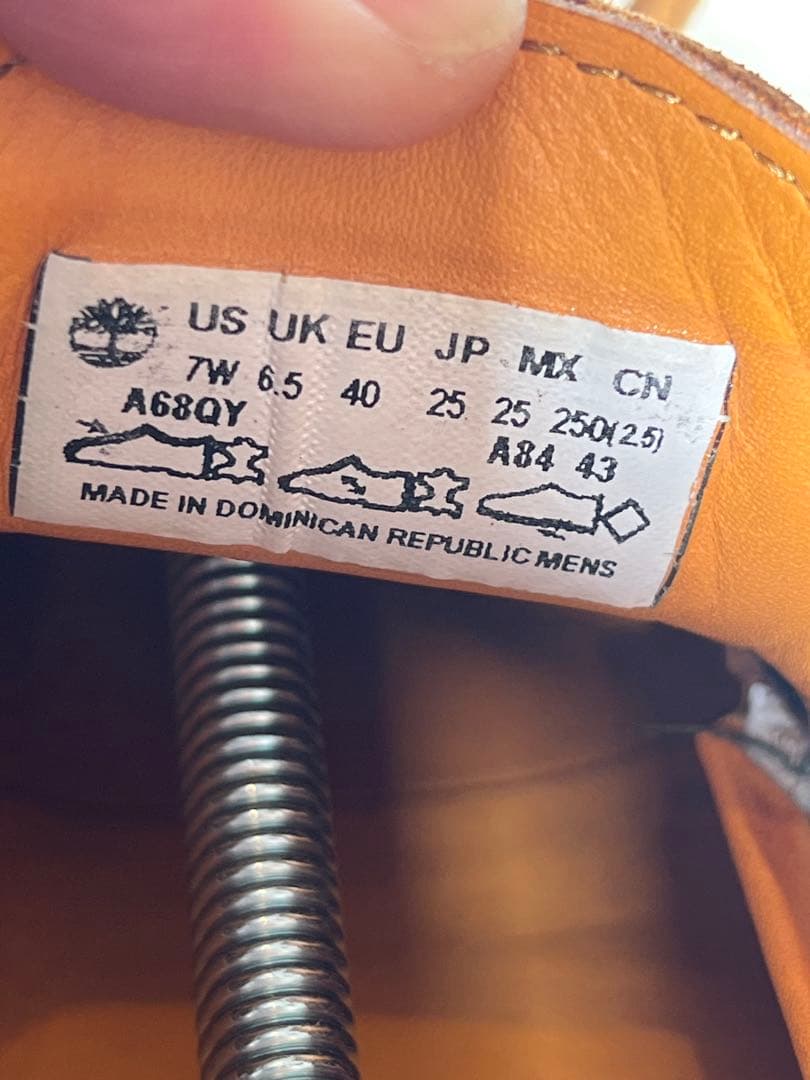 US UK EU JP MX CN
7W 6.5 40 25 25 250(2.5)
A68QY A84 43
MADE IN DOMINICAN REPUBLIC MENS